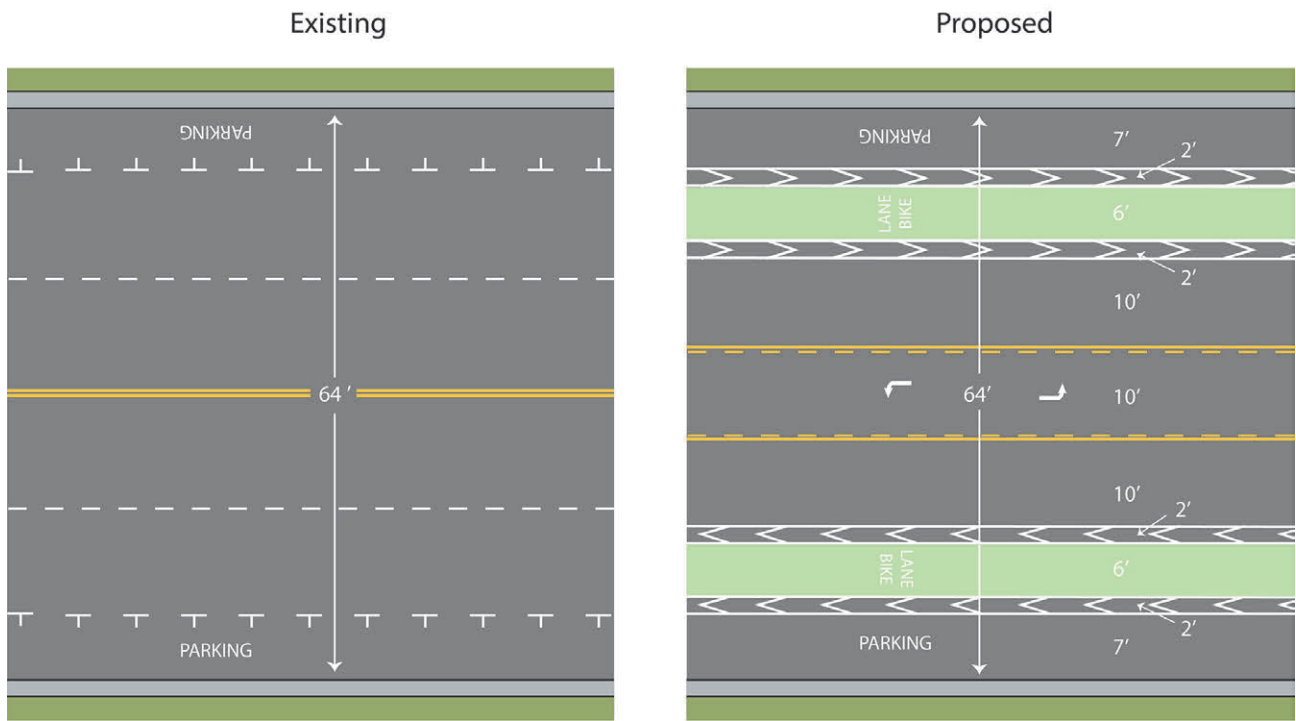 Existing
PARKING
64'
PARKING
Proposed
PARKING
7'
2'
LANE
BIKE
6'
2'
10'
64'
10'
10'
2'
LANE
BIKE
6'
2'
PARKING
7'